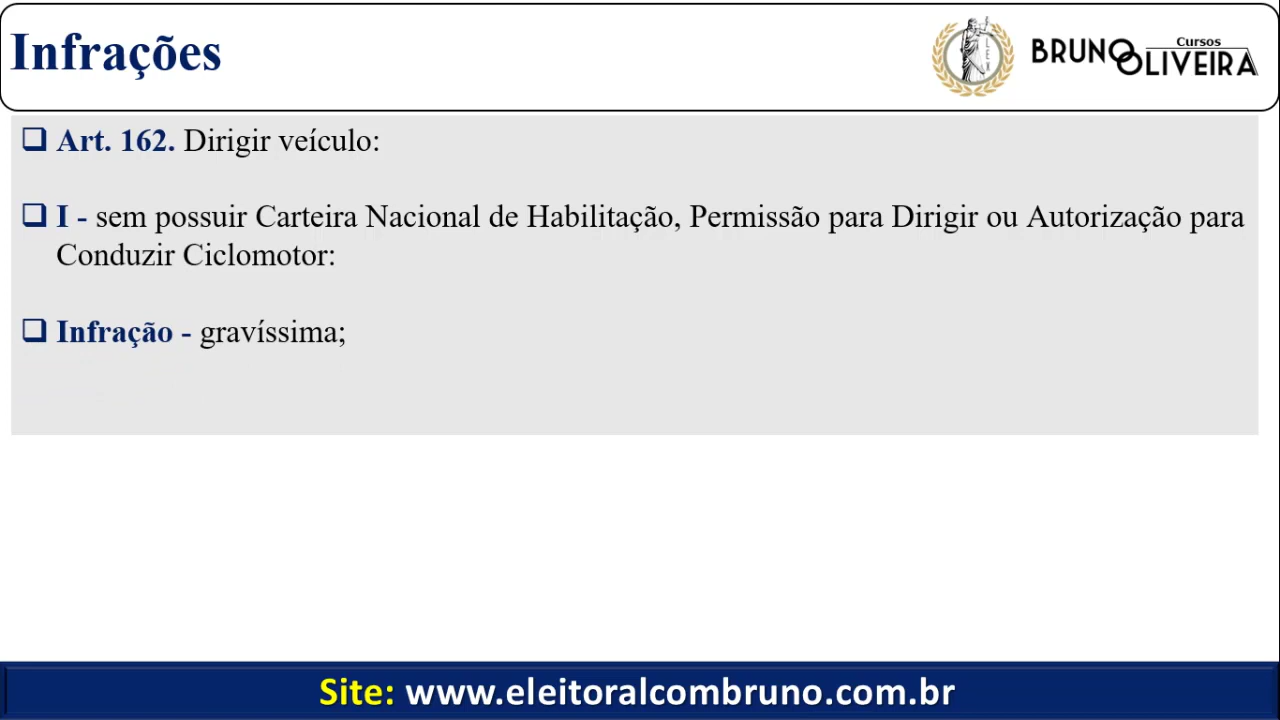 Infrações
Cursos
BRUNO
OLIVEIRA
LEX
Art. 162. Dirigir veículo:
I - sem possuir Carteira Nacional de Habilitação, Permissão para Dirigir ou Autorização para
Conduzir Ciclomotor:
Infração - gravíssima;
Site: www.eleitoralcombruno.com.br